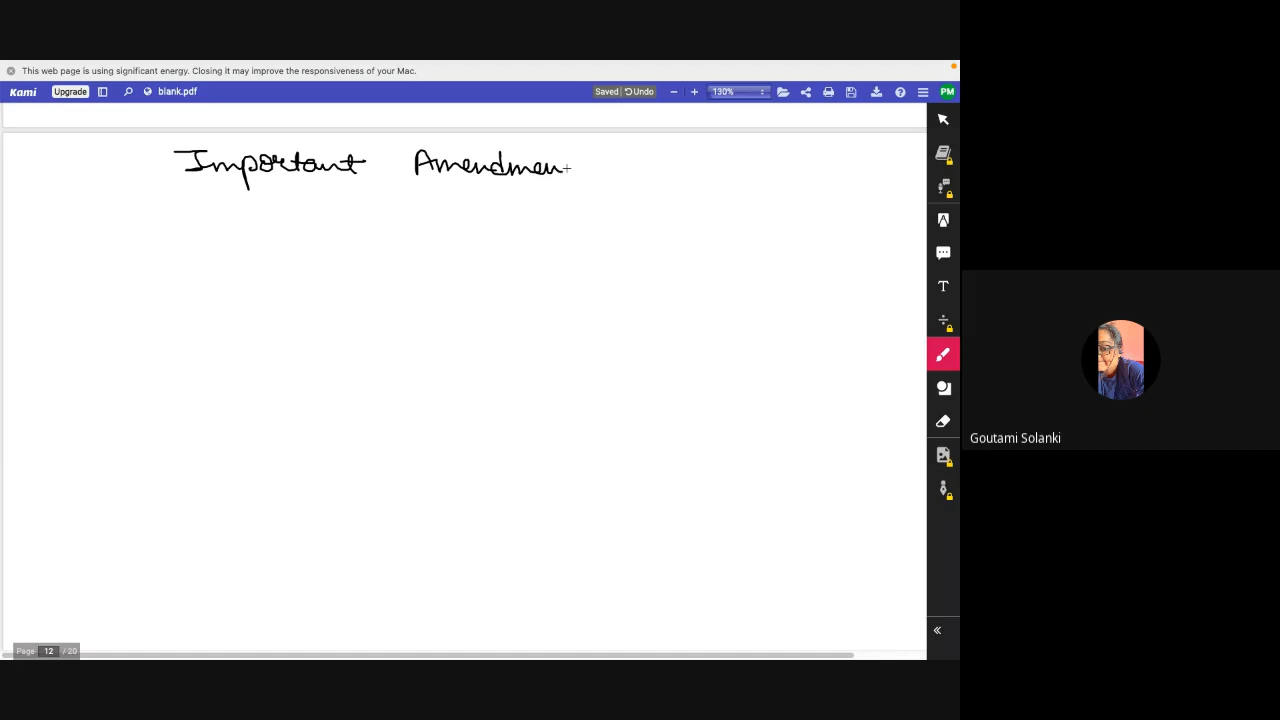 This web page is using significant energy. Closing it may improve the responsiveness of your Mac.
Kami Upgrade blank.pdf Saved Undo 130% PM
Important Amendmen
T
Goutami Solanki
Page 12 / 20